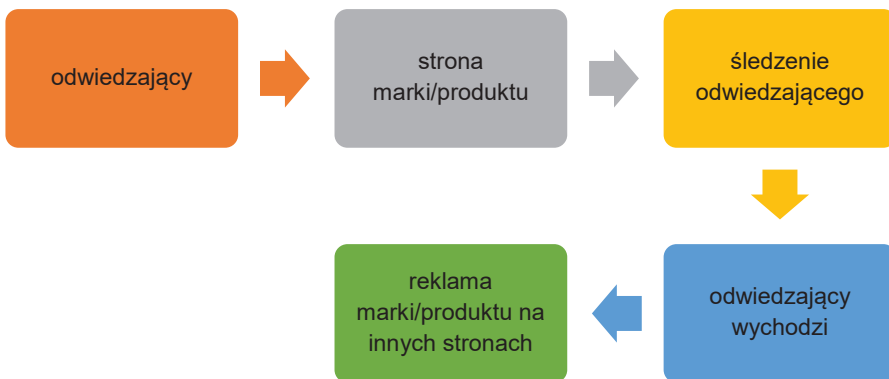 odwiedzający
strona
marki/produktu
śledzenie
odwiedzającego
odwiedzający
wychodzi
reklama
marki/produktu na
innych stronach